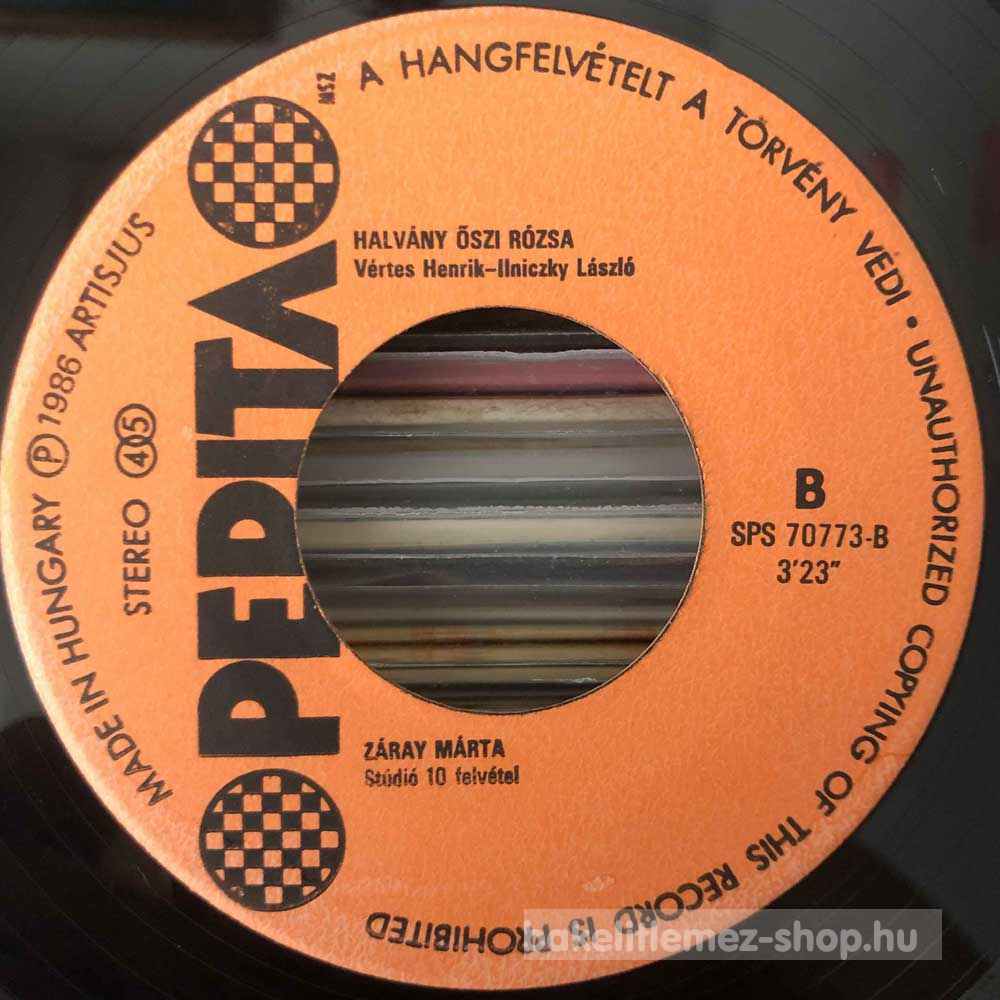 A HANGFELVÉTELT A TÖRVÉNY VÉDI • UNAUTHORIZED COPYING OF THIS RECORD IS PROHIBITED
MADE IN HUNGARY Ⓟ 1986 ARTISJUS
MSZ
PEPITA
STEREO 45
HALVÁNY ŐSZI RÓZSA
Vértes Henrik–Ilniczky László
B
SPS 70773-B
3'23"
ZÁRAY MÁRTA
Stúdió 10 felvétel
bakelitlemez-shop.hu